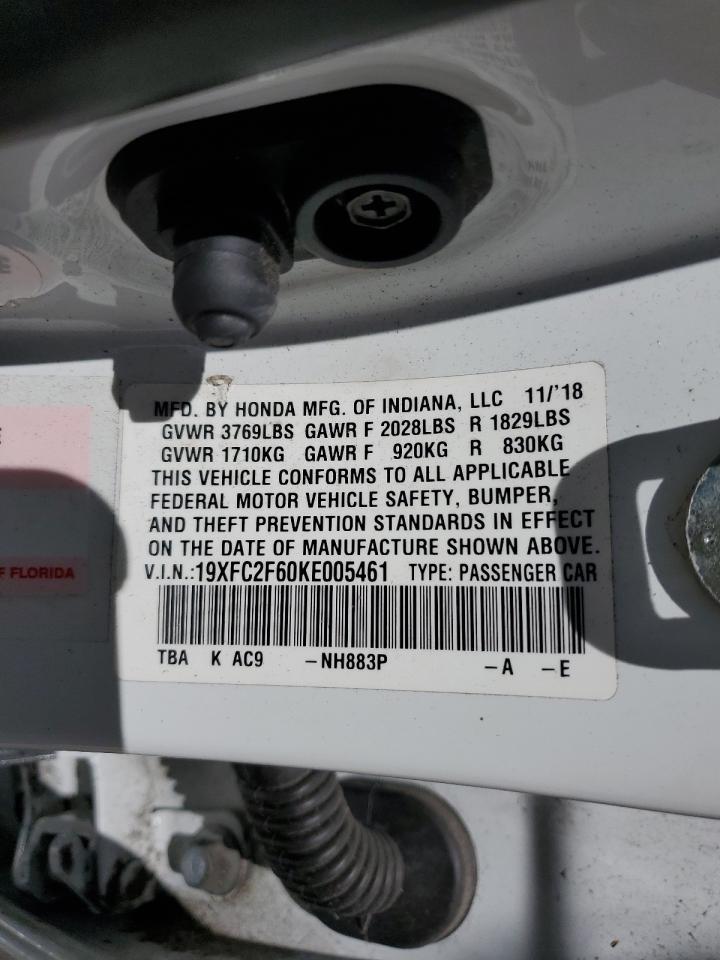 MFD. BY HONDA MFG. OF INDIANA, LLC 11/'18
GVWR 3769LBS GAWR F 2028LBS R 1829LBS
GVWR 1710KG GAWR F 920KG R 830KG
THIS VEHICLE CONFORMS TO ALL APPLICABLE
FEDERAL MOTOR VEHICLE SAFETY, BUMPER,
AND THEFT PREVENTION STANDARDS IN EFFECT
ON THE DATE OF MANUFACTURE SHOWN ABOVE.
V.I.N.:19XFC2F60KE005461 TYPE: PASSENGER CAR
TBA K AC9 -NH883P -A -E
FLORIDA